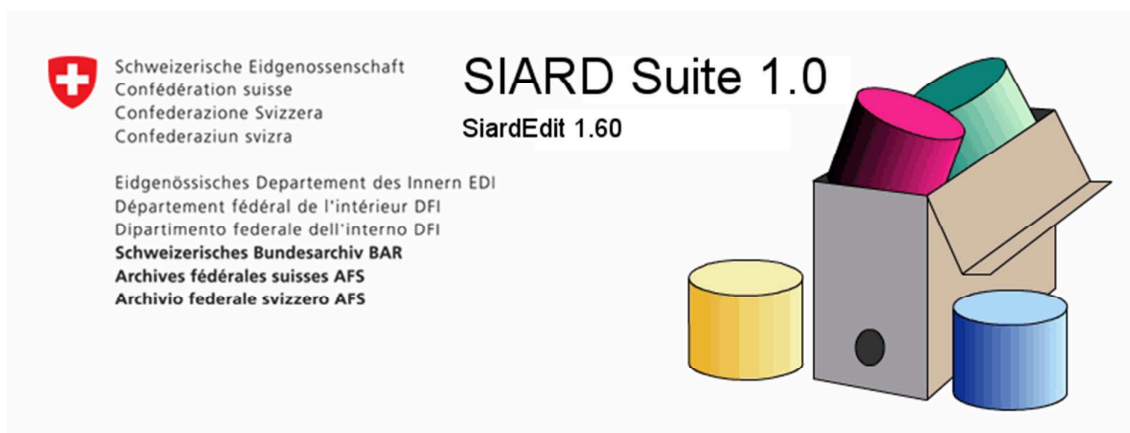 Schweizerische Eidgenossenschaft
Confédération suisse
Confederazione Svizzera
Confederaziun svizra
Eidgenössisches Departement des Innern EDI
Département fédéral de l'intérieur DFI
Dipartimento federale dell'interno DFI
Schweizerisches Bundesarchiv BAR
Archives fédérales suisses AFS
Archivio federale svizzero AFS
SIARD Suite 1.0
SiardEdit 1.60